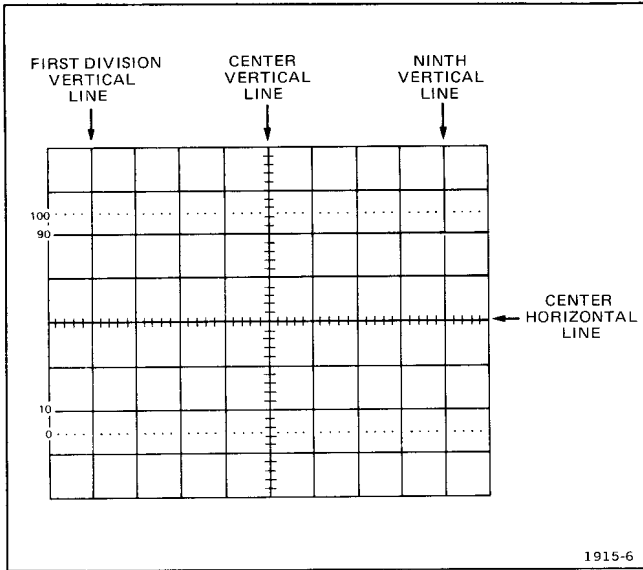 FIRST DIVISION
VERTICAL
LINE
CENTER
VERTICAL
LINE
NINTH
VERTICAL
LINE
100
90
CENTER
HORIZONTAL
LINE
10
0
1915-6